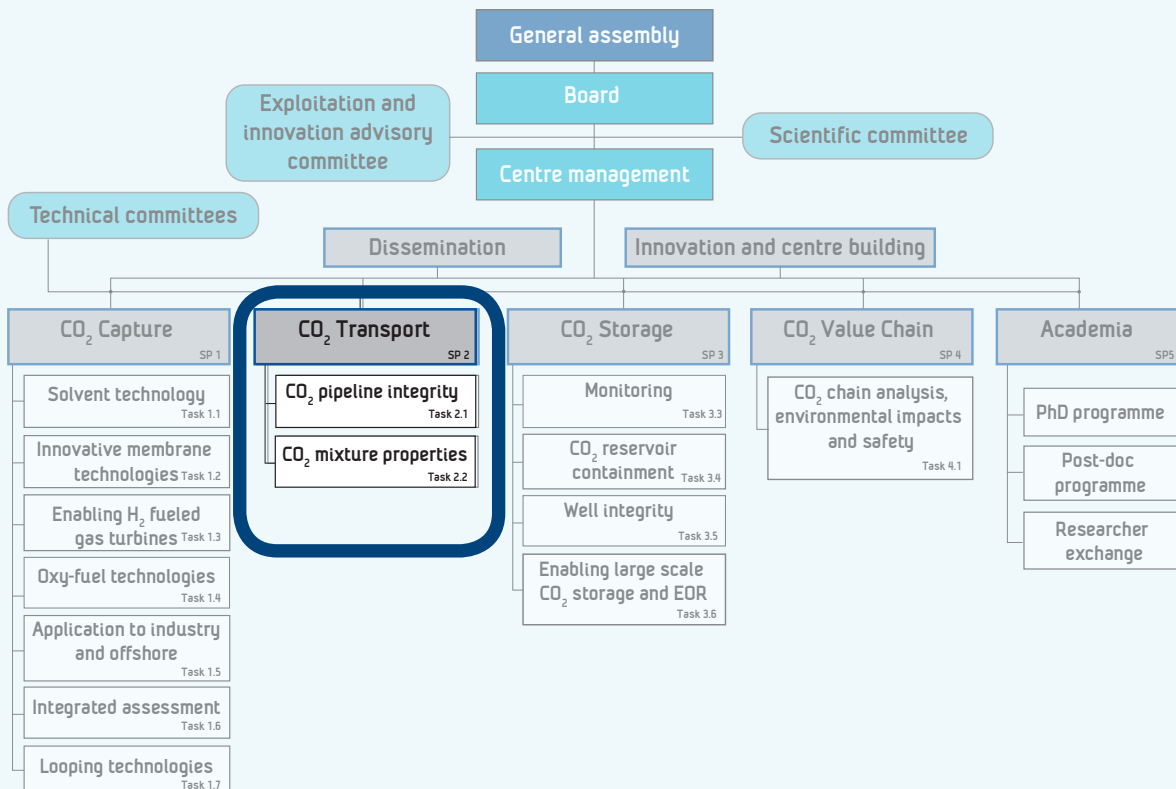 General assembly
Board
Exploitation and
innovation advisory
committee
Scientific committee
Centre management
Technical committees
Dissemination
Innovation and centre building
CO₂ Capture
SP 1
CO₂ Transport
SP 2
CO₂ Storage
SP 3
CO₂ Value Chain
SP 4
Academia
SP5
Solvent technology
Task 1.1
Innovative membrane
technologies Task 1.2
Enabling H₂ fueled
gas turbines Task 1.3
Oxy-fuel technologies
Task 1.4
Application to industry
and offshore
Task 1.5
Integrated assessment
Task 1.6
Looping technologies
Task 1.7
CO₂ pipeline integrity
Task 2.1
CO₂ mixture properties
Task 2.2
Monitoring
Task 3.3
CO₂ reservoir
containment Task 3.4
Well integrity
Task 3.5
Enabling large scale
CO₂ storage and EOR
Task 3.6
CO₂ chain analysis,
environmental impacts
and safety
Task 4.1
PhD programme
Post-doc
programme
Researcher
exchange